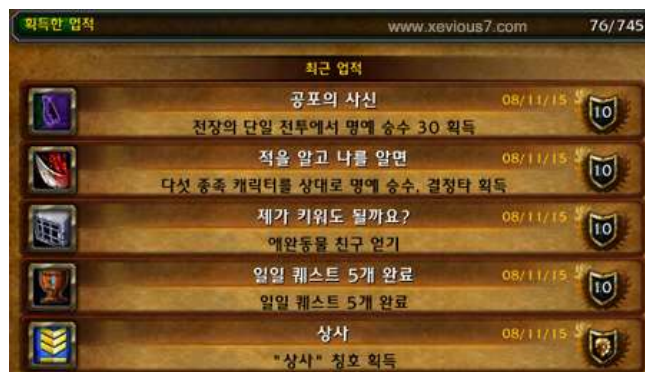 획득한 업적 www.xevious7.com 76/745
최근 업적
공포의 사신 08/11/15 10
전장의 단일 전투에서 명예 승수 30 획득
적을 알고 나를 알면 08/11/15 10
다섯 종족 캐릭터를 상대로 명예 승수, 결정타 획득
제가 키워도 될까요? 08/11/15 10
애완동물 친구 얻기
일일 퀘스트 5개 완료 08/11/15 10
일일 퀘스트 5개 완료
상사 08/11/15
"상사" 칭호 획득